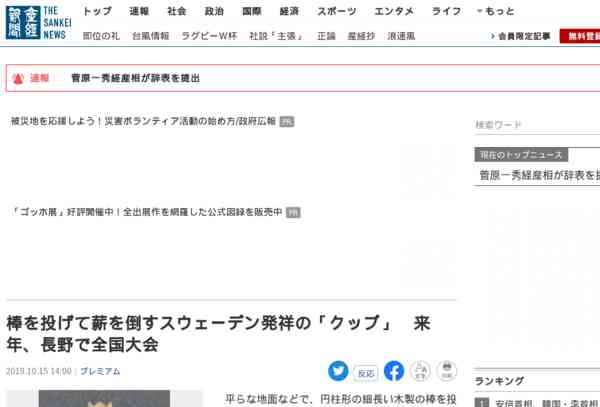 産経新聞 THE SANKEI NEWS
トップ 速報 社会 政治 国際 経済 スポーツ エンタメ ライフ もっと
即位の礼 台風情報 ラグビーW杯 社説「主張」 正論 産経抄 浪速風 会員限定記事 無料登録
速報 菅原一秀経産相が辞表を提出
被災地を応援しよう！災害ボランティア活動の始め方/政府広報 PR
検索ワード
現在のトップニュース
菅原一秀経産相が辞表を
「ゴッホ展」好評開催中！全出展作を網羅した公式図録を販売中 PR
棒を投げて薪を倒すスウェーデン発祥の「クッブ」 来
年、長野で全国大会
2019.10.15 14:00 プレミアム
反応
印刷
ランキング
平らな地面などで、円柱形の細長い木製の棒を投
1 安倍首相、韓国・李首相